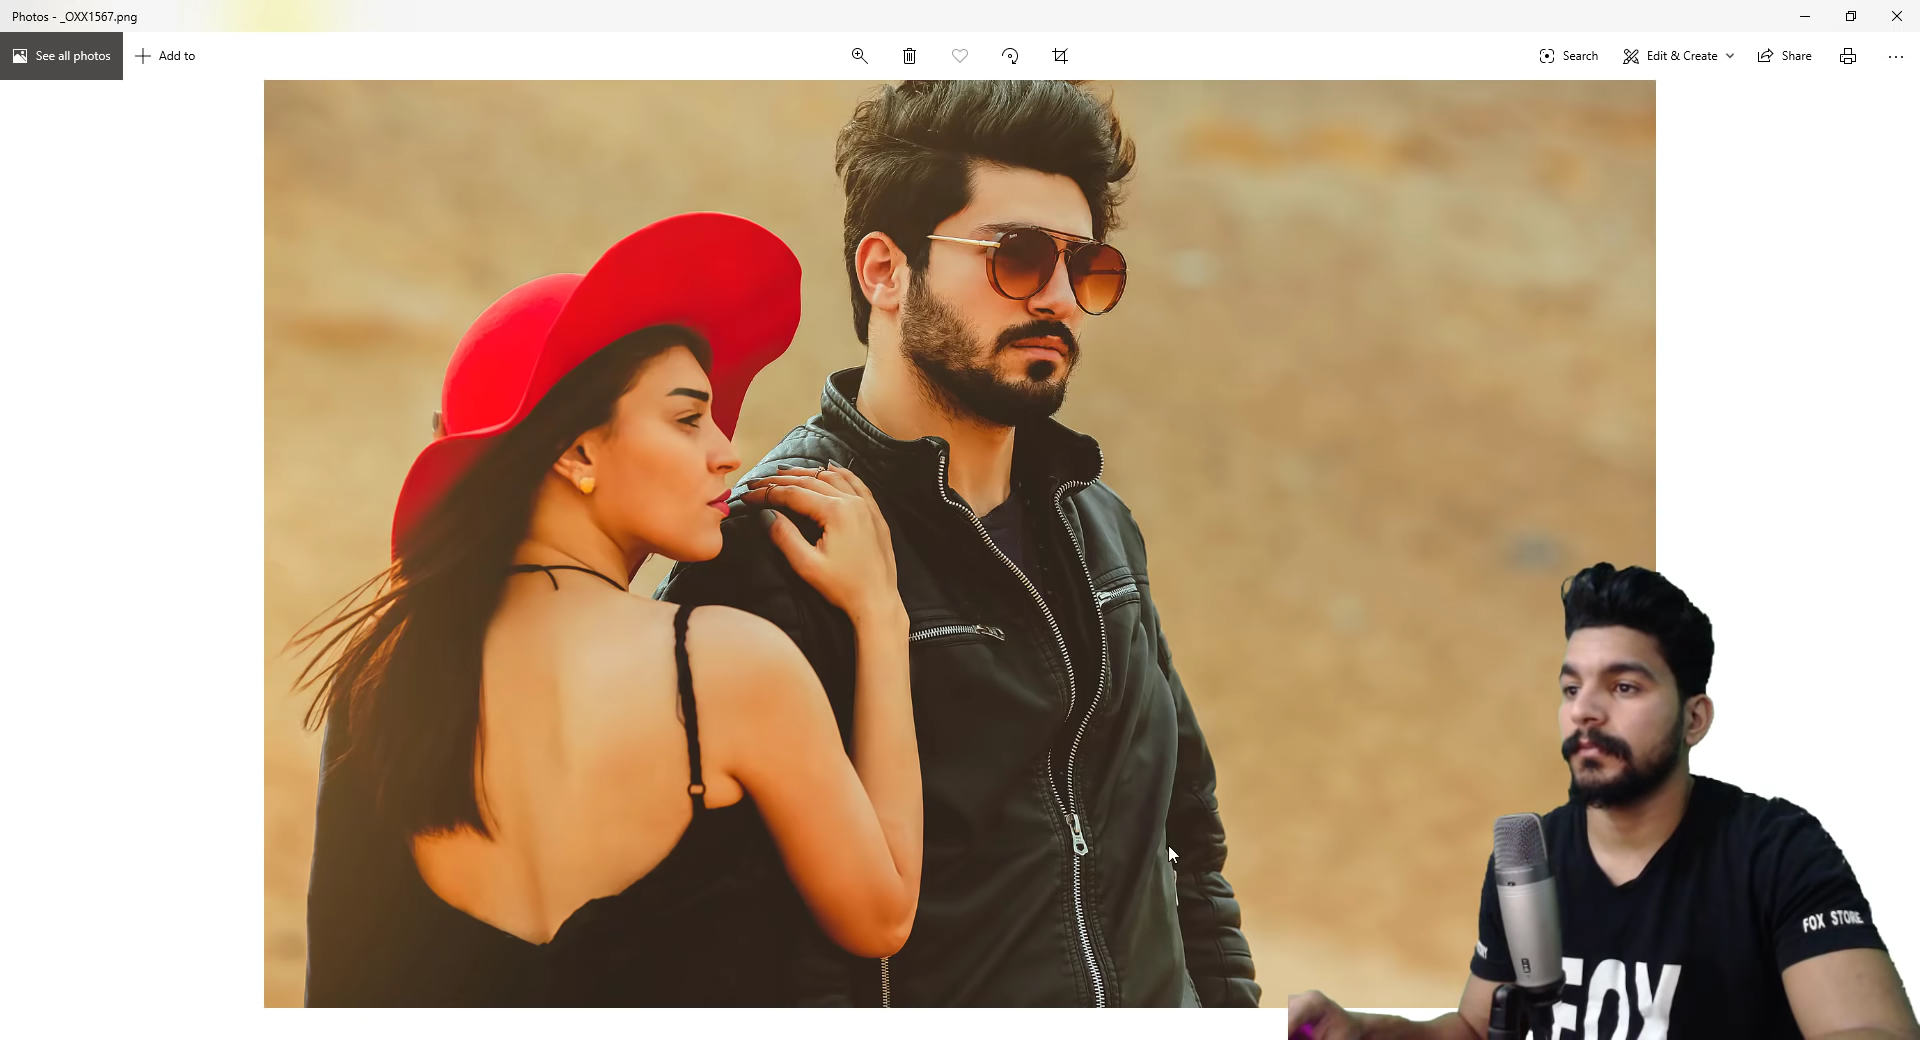 Photos - _OXX1567.png
See all photos
Add to
Search
Edit & Create
Share
FOX STORE
FOX